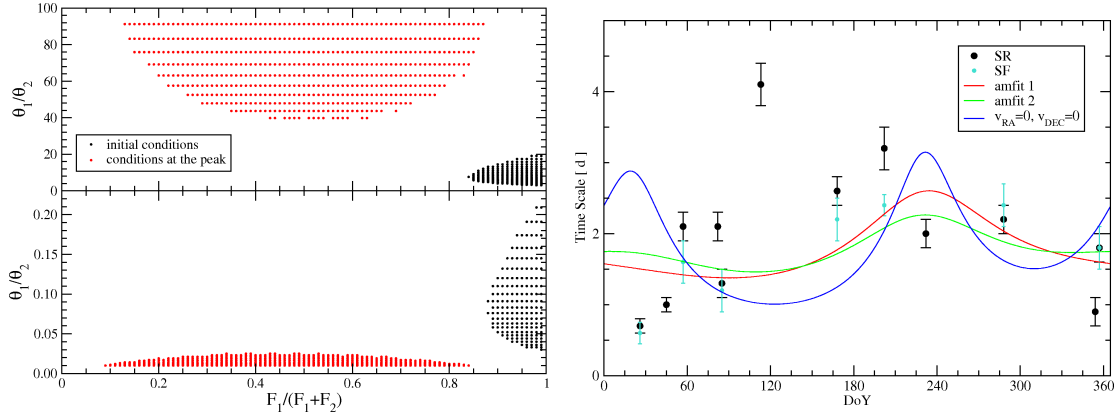 100
80
60
40
20
0
θ₁/θ₂
initial conditions
conditions at the peak
0.20
0.15
0.10
0.05
0.00
θ₁/θ₂
0
0.2
0.4
0.6
0.8
1
F₁/(F₁+F₂)
4
2
0
Time Scale [ d ]
SR
SF
amfit 1
amfit 2
v_RA=0, v_DEC=0
0
60
120
180
240
300
360
DoY